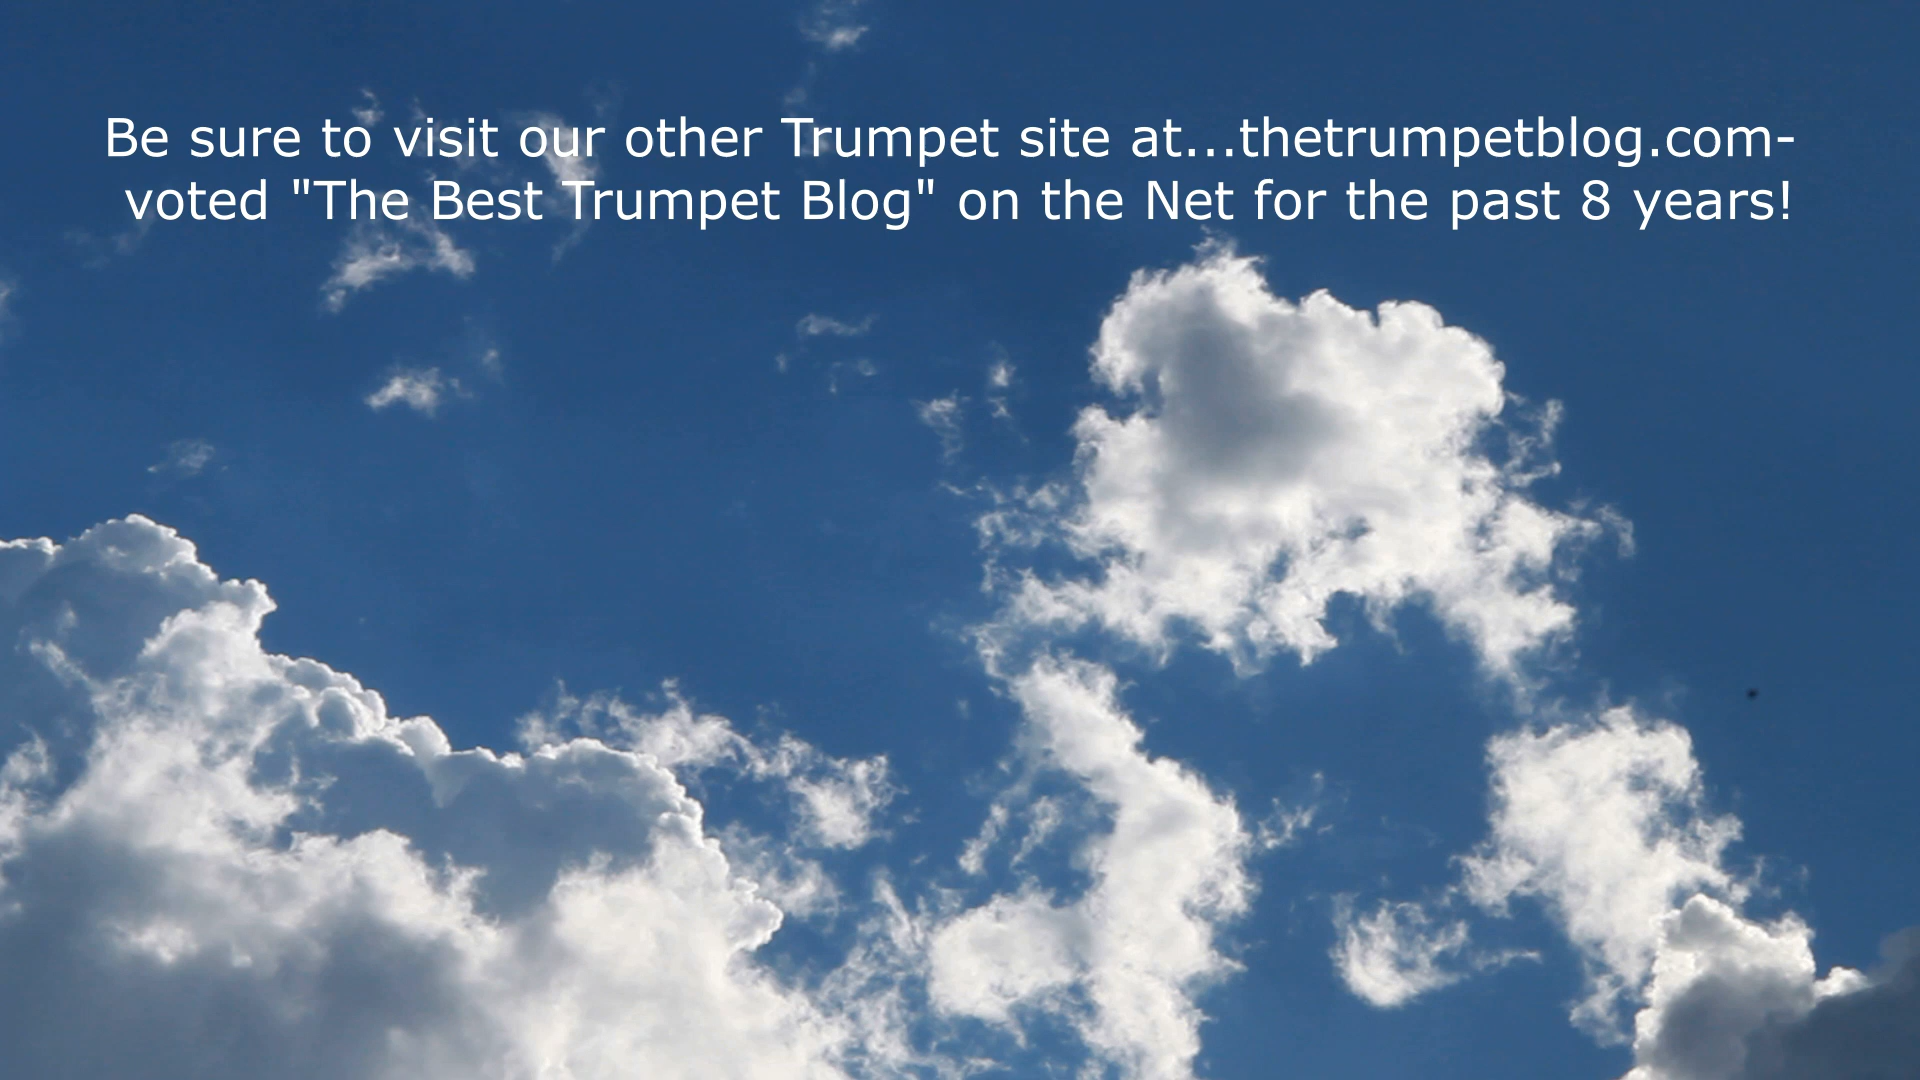 Be sure to visit our other Trumpet site at...thetrumpetblog.com-
voted "The Best Trumpet Blog" on the Net for the past 8 years!